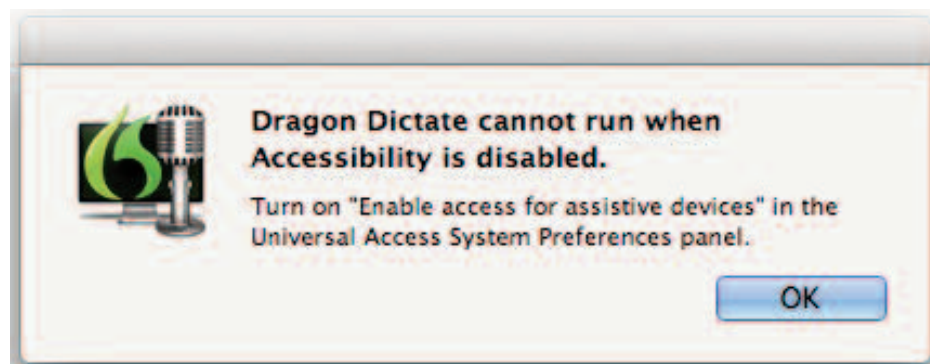 Dragon Dictate cannot run when
Accessibility is disabled.
Turn on "Enable access for assistive devices" in the
Universal Access System Preferences panel.
OK